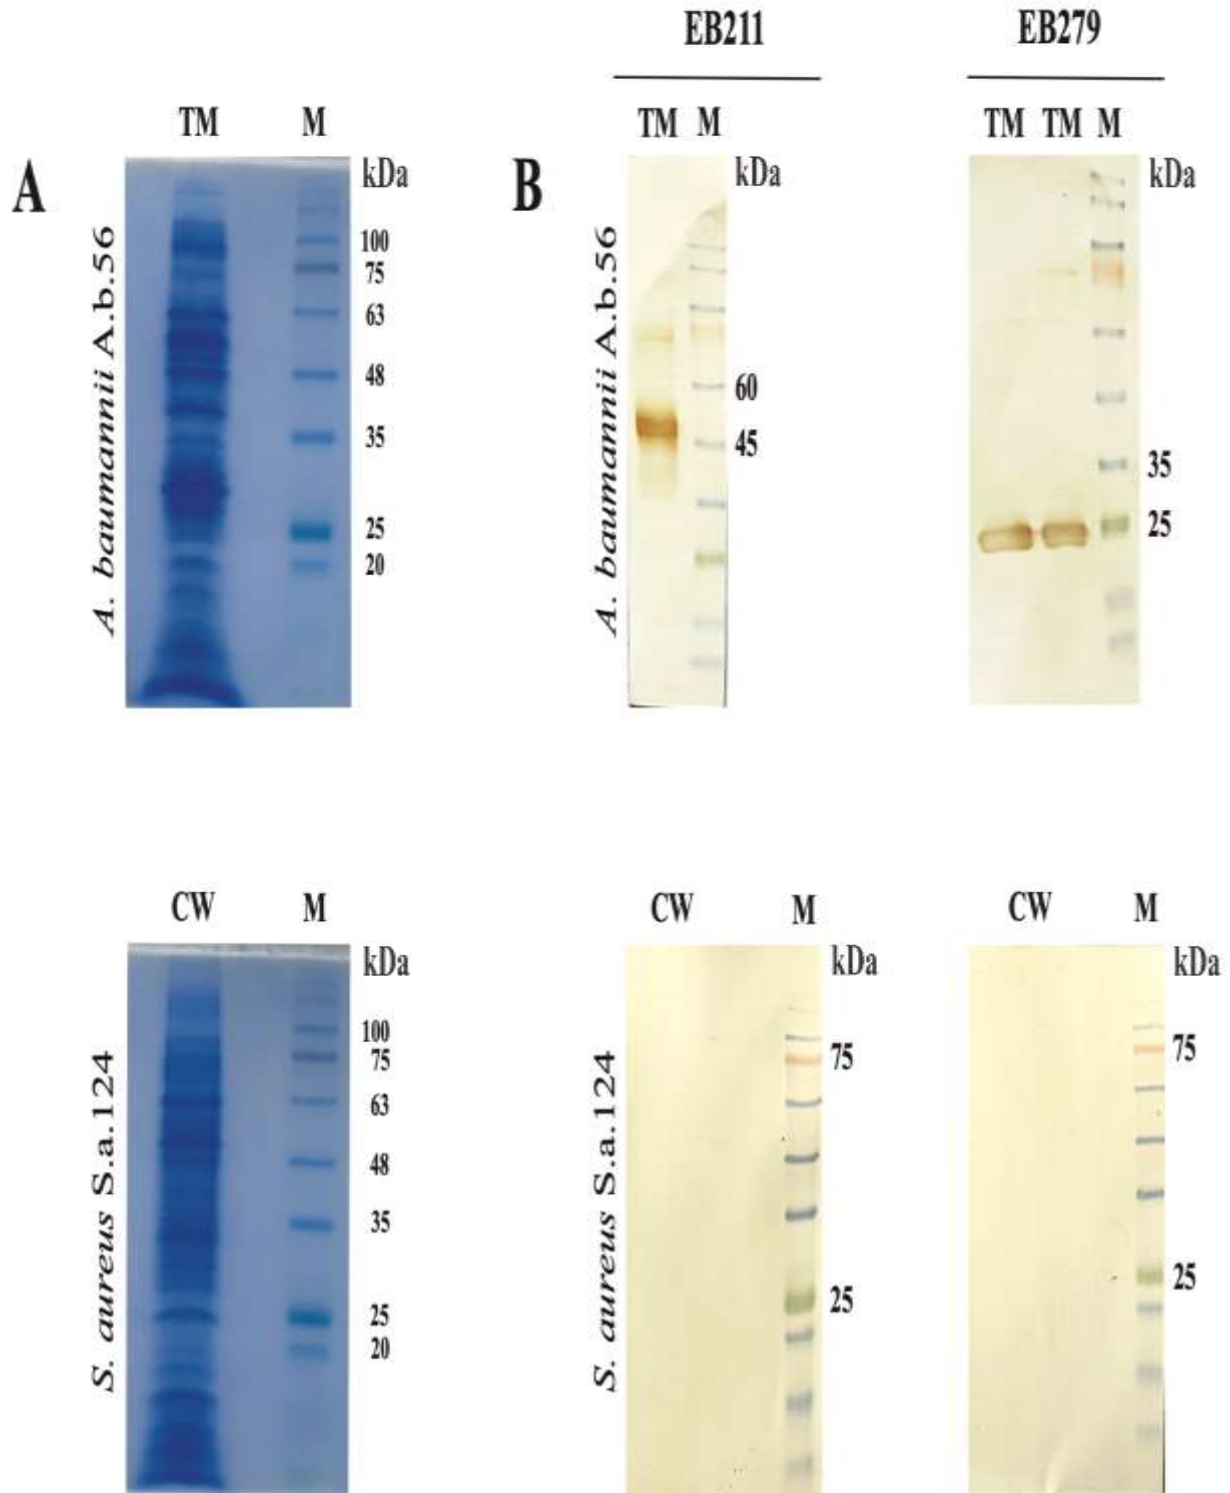 EB211
EB279
TM M
TM TM M
TM M
A
B
kDa
100
75
63
48
35
25
20
A. baumannii A.b.56
kDa
60
45
A. baumannii A.b.56
kDa
35
25
CW M
CW M
CW M
kDa
100
75
63
48
35
25
20
S. aureus S.a.124
kDa
75
25
S. aureus S.a.124
kDa
75
25